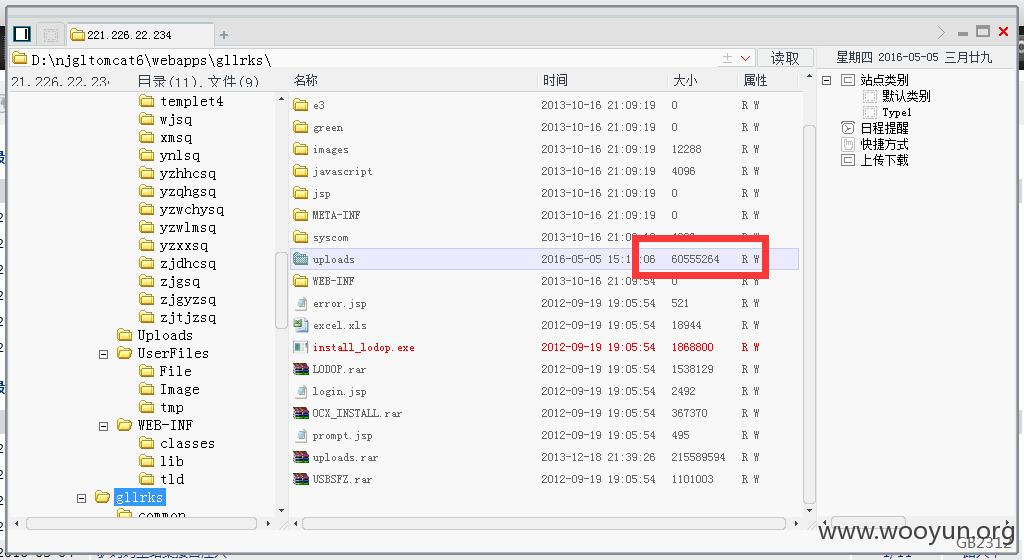 221.226.22.234
D:\njgltomcat6\webapps\gllrks\
读取
星期四 2016-05-05 三月廿九
目录(11),文件(9)
名称 时间 大小 属性
templet4
wjsq
xmsq
ynlsq
yzhhcsq
yzqhgsq
yzwchysq
yzwlmsq
yzxxsq
zjdhcsq
zjgsq
zjgyzsq
zjtjzsq
Uploads
UserFiles
File
Image
tmp
WEB-INF
classes
lib
tld
gllrks
common
e3 2013-10-16 21:09:19 0 R W
green 2013-10-16 21:09:19 0 R W
images 2013-10-16 21:09:19 12288 R W
javascript 2013-10-16 21:09:19 4096 R W
jsp 2013-10-16 21:09:19 0 R W
META-INF 2013-10-16 21:09:19 0 R W
syscom 2013-10-16
uploads 2016-05-05 60555264 R W
WEB-INF 2013-10-16 21:09:54 0 R W
error.jsp 2012-09-19 19:05:54 521 R W
excel.xls 2012-09-19 19:05:54 18944 R W
install_lodop.exe 2012-09-19 19:05:54 1868800 R W
LODOP.rar 2012-09-19 19:05:54 1538129 R W
login.jsp 2012-09-19 19:05:54 2492 R W
OCX_INSTALL.rar 2012-09-19 19:05:54 367370 R W
prompt.jsp 2012-09-19 19:05:54 495 R W
uploads.rar 2013-12-18 21:39:26 215589594 R W
USBSFZ.rar 2012-09-19 19:05:54 1101003 R W
站点类别
默认类别
Type1
日程提醒
快捷方式
上传下载
www.wooyun.org
GB2312